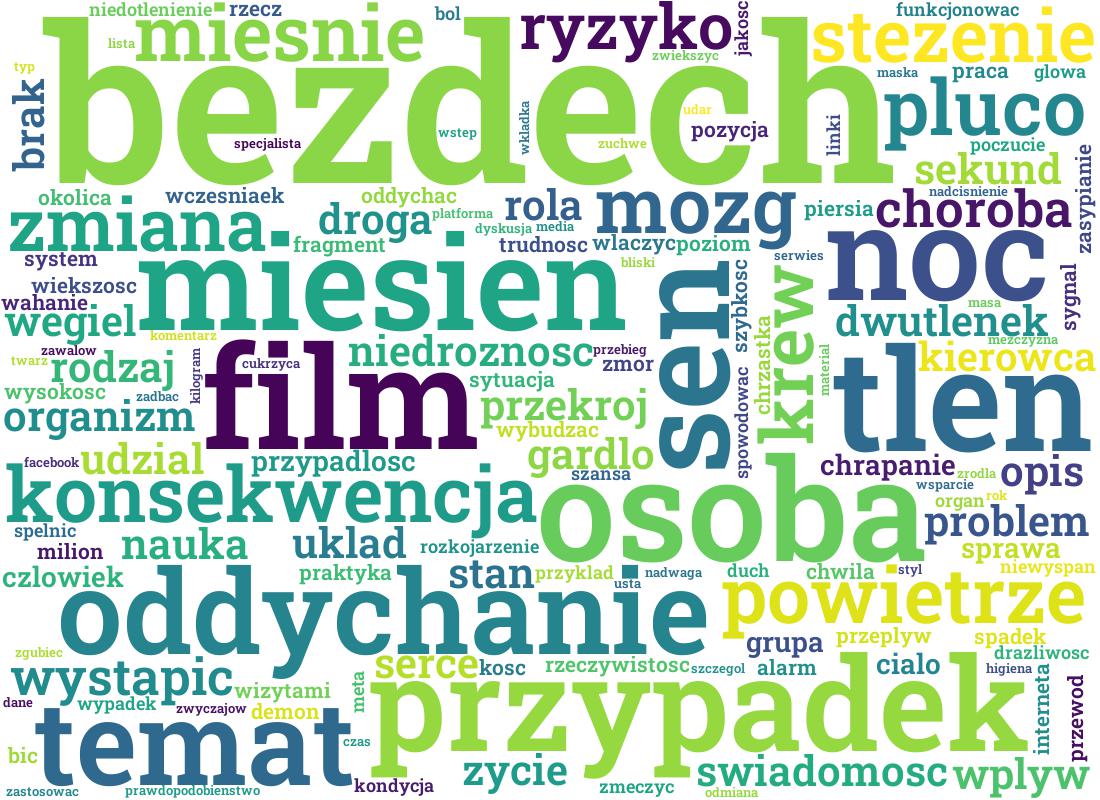 niedotlenienie
rzecz
bol
ryzyko
jakosc
funkcjonowac
lista
miesnie
zwiekszyc
stezenie
typ
bezdech
maska
praca
glowa
brak
wkladka
udar
pluco
specjalista
wstep
zuchwe
pozycja
linki
poczucie
sekund
zasypianie
okolica
wczesniaek
oddychac
nadcisnienie
zmiana
droga
platforma
rola
mozg
piersia
choroba
dyskusja
media
fragment
trudnosc
wlaczyc
poziom
noc
system
miesien
bliski
serwies
sygnal
wiekszosc
wahanie
sen
szybkosc
krew
masa
wegiel
komentarz
dwutlenek
mezczyzna
zawalow
film
niedroznosc
przebieg
chrzastka
material
kierowca
twarz
rodzaj
kilogram
cukrzyca
zmor
tlen
wysokosc
zadbac
sytuacja
spowodowac
organizm
przekroj
wybudzac
facebook
udzial
przypadlosc
gardlo
szansa
chrapanie
zrodla
opis
konsekwencja
osoba
wsparcie
organ
rok
spelnic
problem
milion
nauka
uklad
rozkojarzenie
sprawa
czlowiek
praktyka
stan
przyklad
usta
nadwaga
duch
chwila
styl
niewyspan
oddychanie
powietrze
zgubiec
grupa
przeplyw
spadek
drazliwosc
wystapic
wizytami
meta
serce
kosc
rzeczywistosc
szczegol
alarm
cialo
higiena
interneta
przewod
dane
wypadek
zwyczajow
demon
przypadek
temat
czas
bic
kondycja
zycie
swiadomosc
wplyw
zastosowac
prawdopodobienstwo
zmeczyc
odmiana